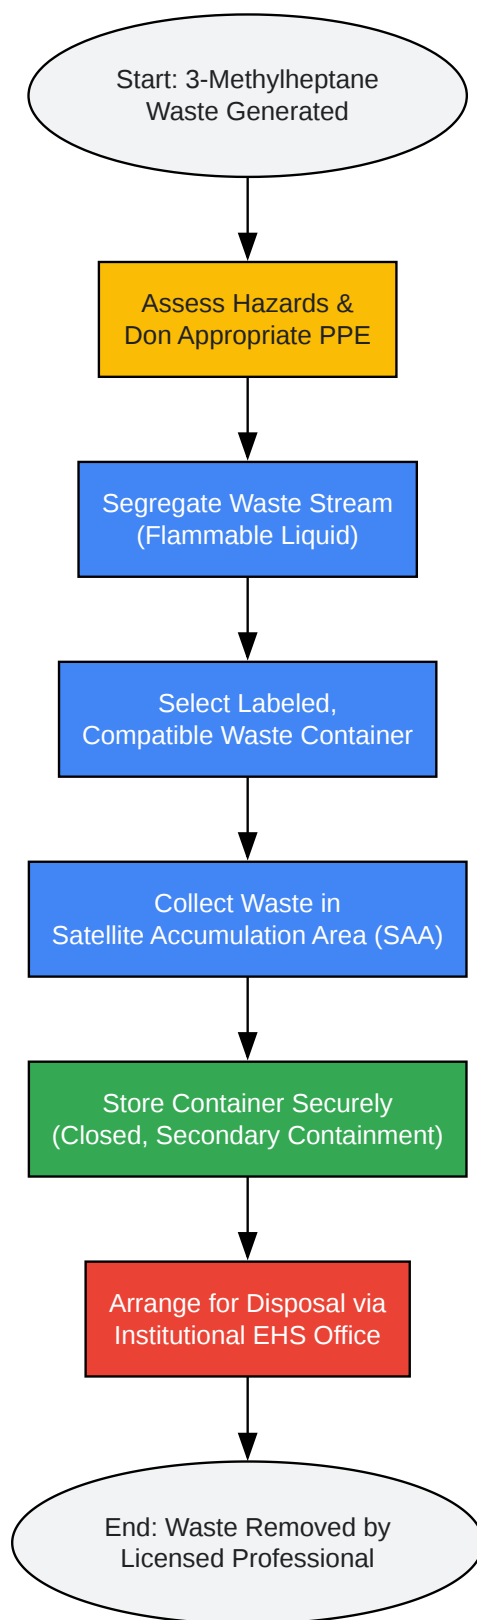 Start: 3-Methylheptane
Waste Generated
Assess Hazards &
Don Appropriate PPE
Segregate Waste Stream
(Flammable Liquid)
Select Labeled,
Compatible Waste Container
Collect Waste in
Satellite Accumulation Area (SAA)
Store Container Securely
(Closed, Secondary Containment)
Arrange for Disposal via
Institutional EHS Office
End: Waste Removed by
Licensed Professional